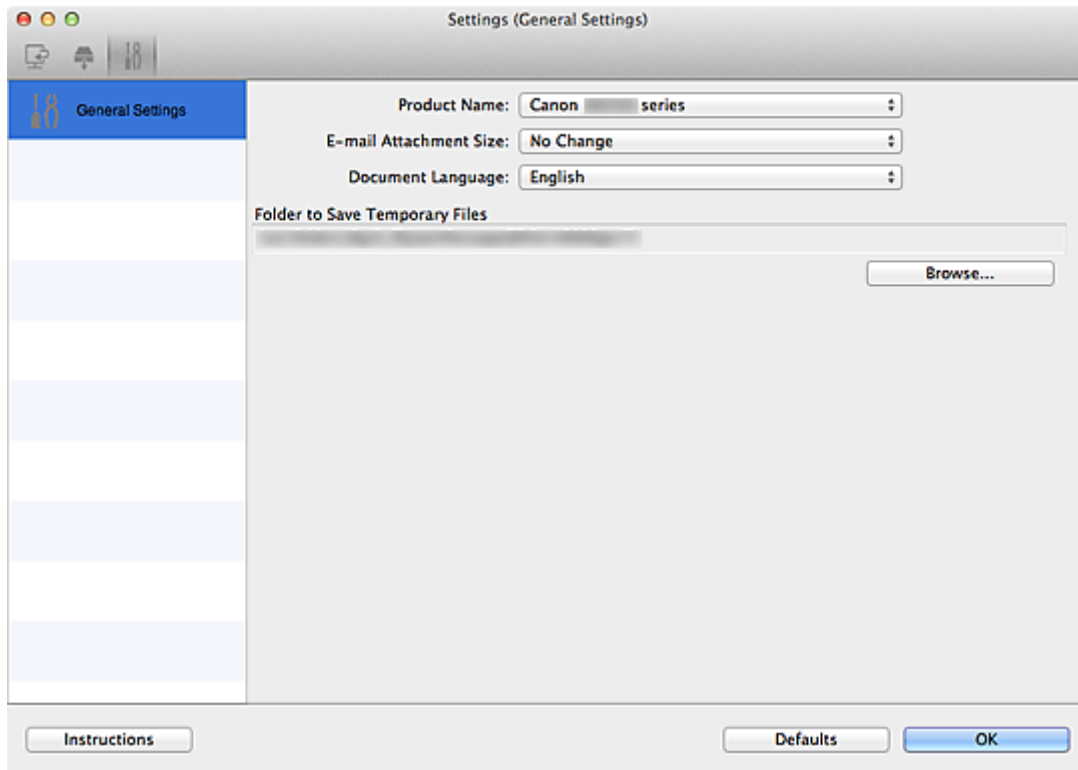 Settings (General Settings)
General Settings
Product Name: Canon series
E-mail Attachment Size: No Change
Document Language: English
Folder to Save Temporary Files
Browse...
Instructions Defaults OK